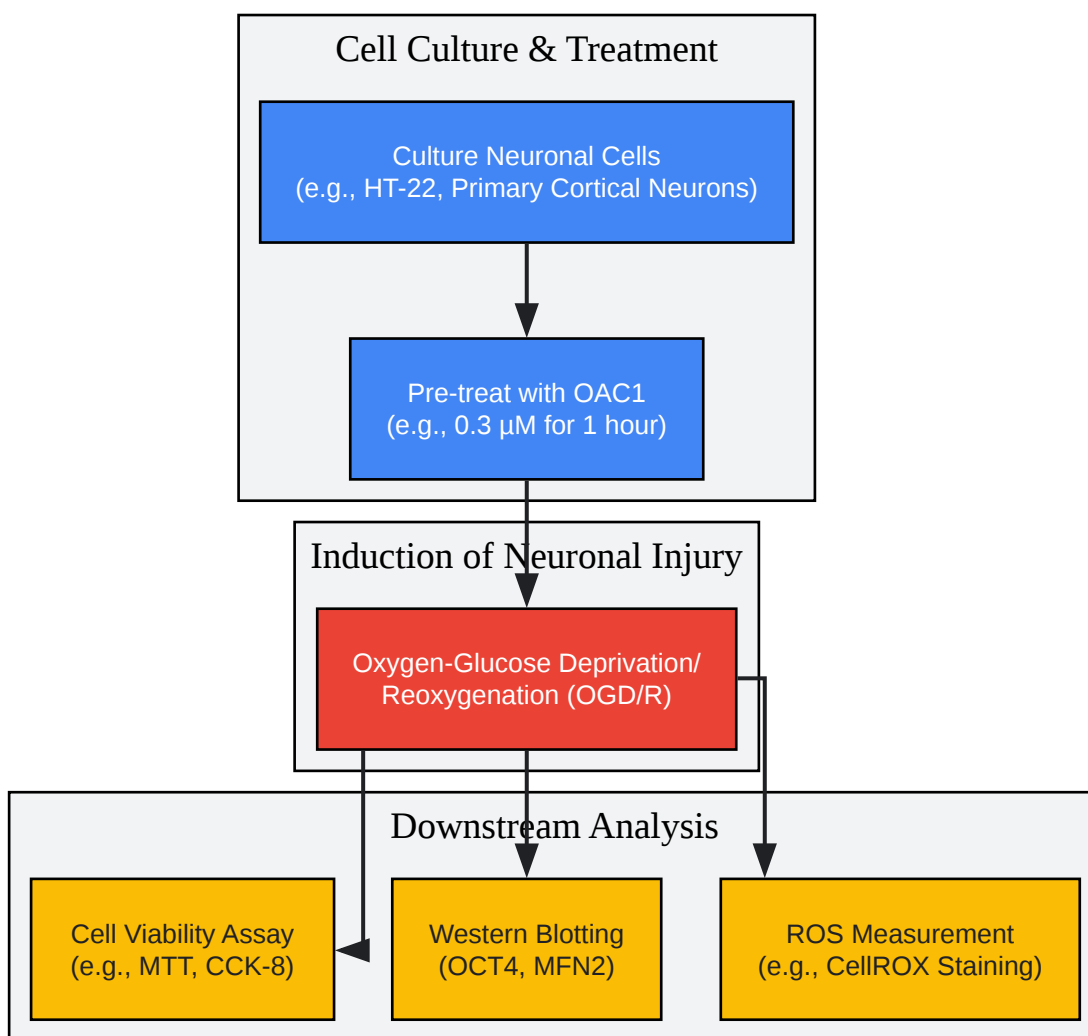 Cell Culture & Treatment
Culture Neuronal Cells
(e.g., HT-22, Primary Cortical Neurons)
Pre-treat with OAC1
(e.g., 0.3 µM for 1 hour)
Induction of Neuronal Injury
Oxygen-Glucose Deprivation/
Reoxygenation (OGD/R)
Downstream Analysis
Cell Viability Assay
(e.g., MTT, CCK-8)
Western Blotting
(OCT4, MFN2)
ROS Measurement
(e.g., CellROX Staining)